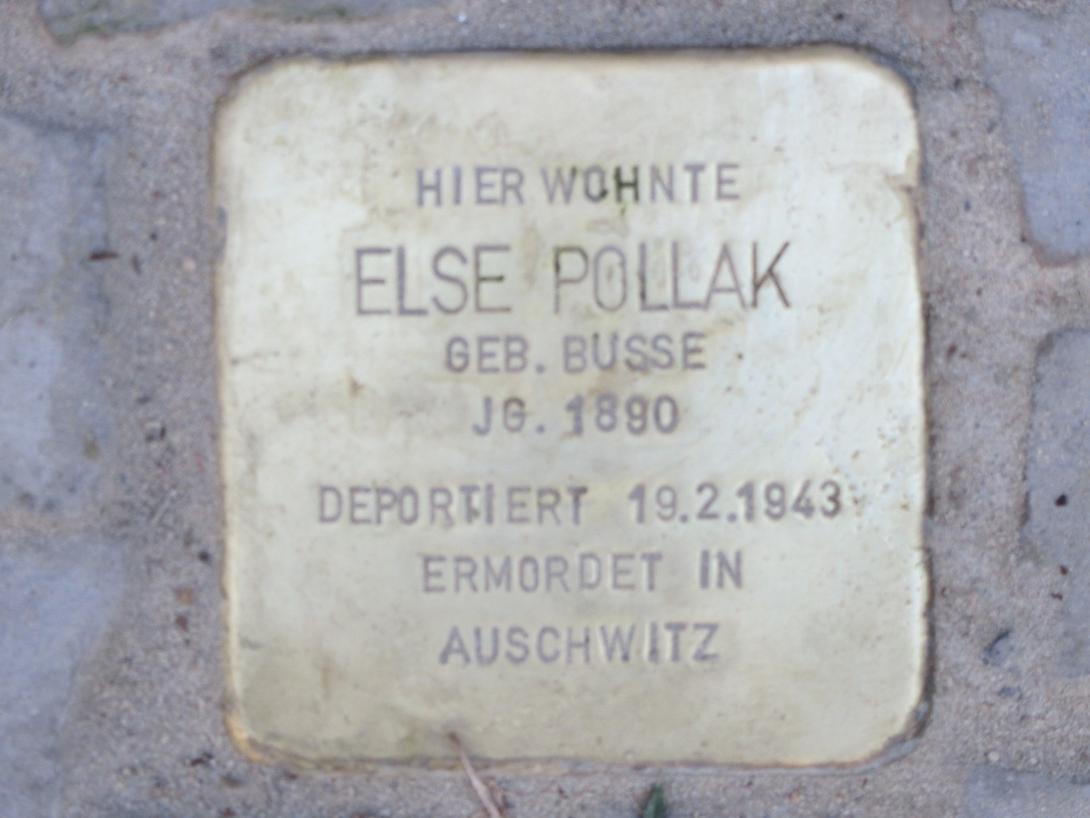 HIER WOHNTE
ELSE POLLAK
GEB. BUSSE
JG. 1890
DEPORTIERT 19.2.1943
ERMORDET IN
AUSCHWITZ